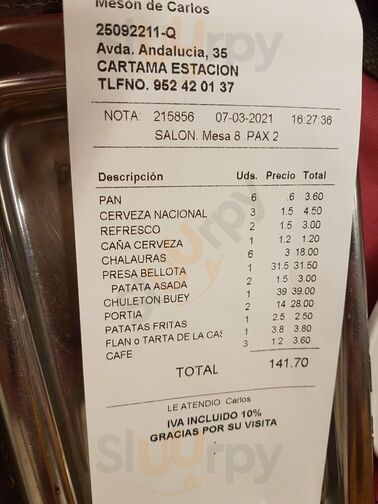 Mesón de Carlos
25092211-Q
Avda. Andalucia, 35
CARTAMA ESTACION
TLFNO. 952 42 01 37
NOTA: 215856 07-03-2021 16:27:36
SALON. Mesa 8 .PAX 2
Descripción Uds. Precio Total
PAN 6 .6 3.60
CERVEZA NACIONAL 3 1.5 4.50
REFRESCO 2 1.5 3.00
CAÑA CERVEZA 1 1.2 1.20
CHALAURAS 6 3 18.00
PRESA BELLOTA 1 31.5 31.50
PATATA ASADA 2 1.5 3.00
CHULETON BUEY 1 39 39.00
PORTIA 2 14 28.00
PATATAS FRITAS 1 2.5 2.50
FLAN o TARTA DE LA CAS 1 3.8 3.80
CAFE 3 1.2 3.60
TOTAL 141.70
LE ATENDIO Carlos
IVA INCLUIDO 10%
GRACIAS POR SU VISITA
Sluurpy
Sluurpy
Sluurpy